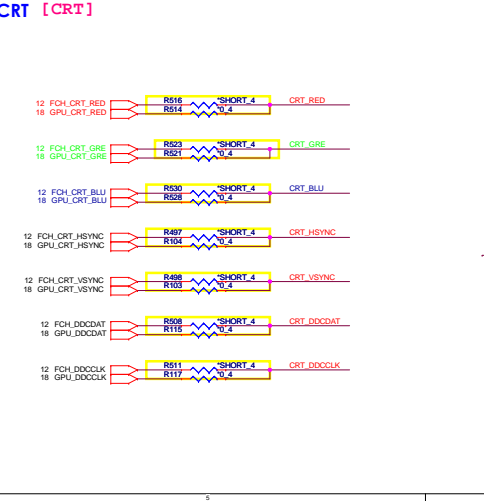 CRT [CRT]
12 FCH_CRT_RED R516 *SHORT_4 CRT_RED
18 GPU_CRT_RED R514 *0_4
12 FCH_CRT_GRE R523 *SHORT_4 CRT_GRE
18 GPU_CRT_GRE R521 *0_4
12 FCH_CRT_BLU R530 *SHORT_4 CRT_BLU
18 GPU_CRT_BLU R528 *0_4
12 FCH_CRT_HSYNC R497 *SHORT_4 CRT_HSYNC
18 GPU_CRT_HSYNC R104 *0_4
12 FCH_CRT_VSYNC R498 *SHORT_4 CRT_VSYNC
18 GPU_CRT_VSYNC R103 *0_4
12 FCH_DDCDAT R508 *SHORT_4 CRT_DDCDAT
18 GPU_DDCDAT R115 *0_4
12 FCH_DDCCLK R511 *SHORT_4 CRT_DDCCLK
18 GPU_DDCCLK R117 *0_4
5